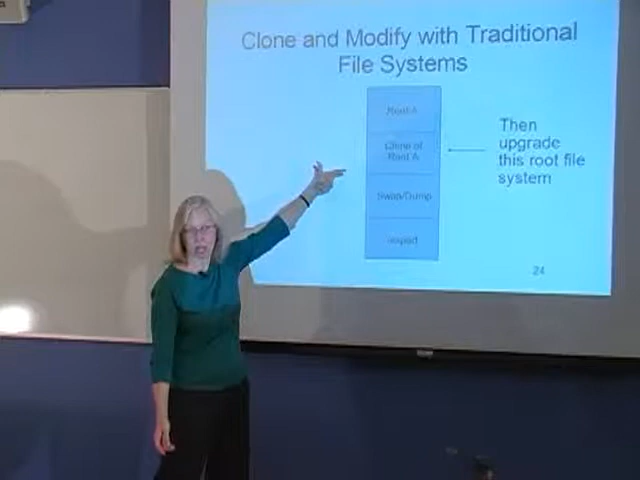 Clone and Modify with Traditional
File Systems
Root A
Clone of
Root A
Swap/Dump
Then
upgrade
this root file
system
24